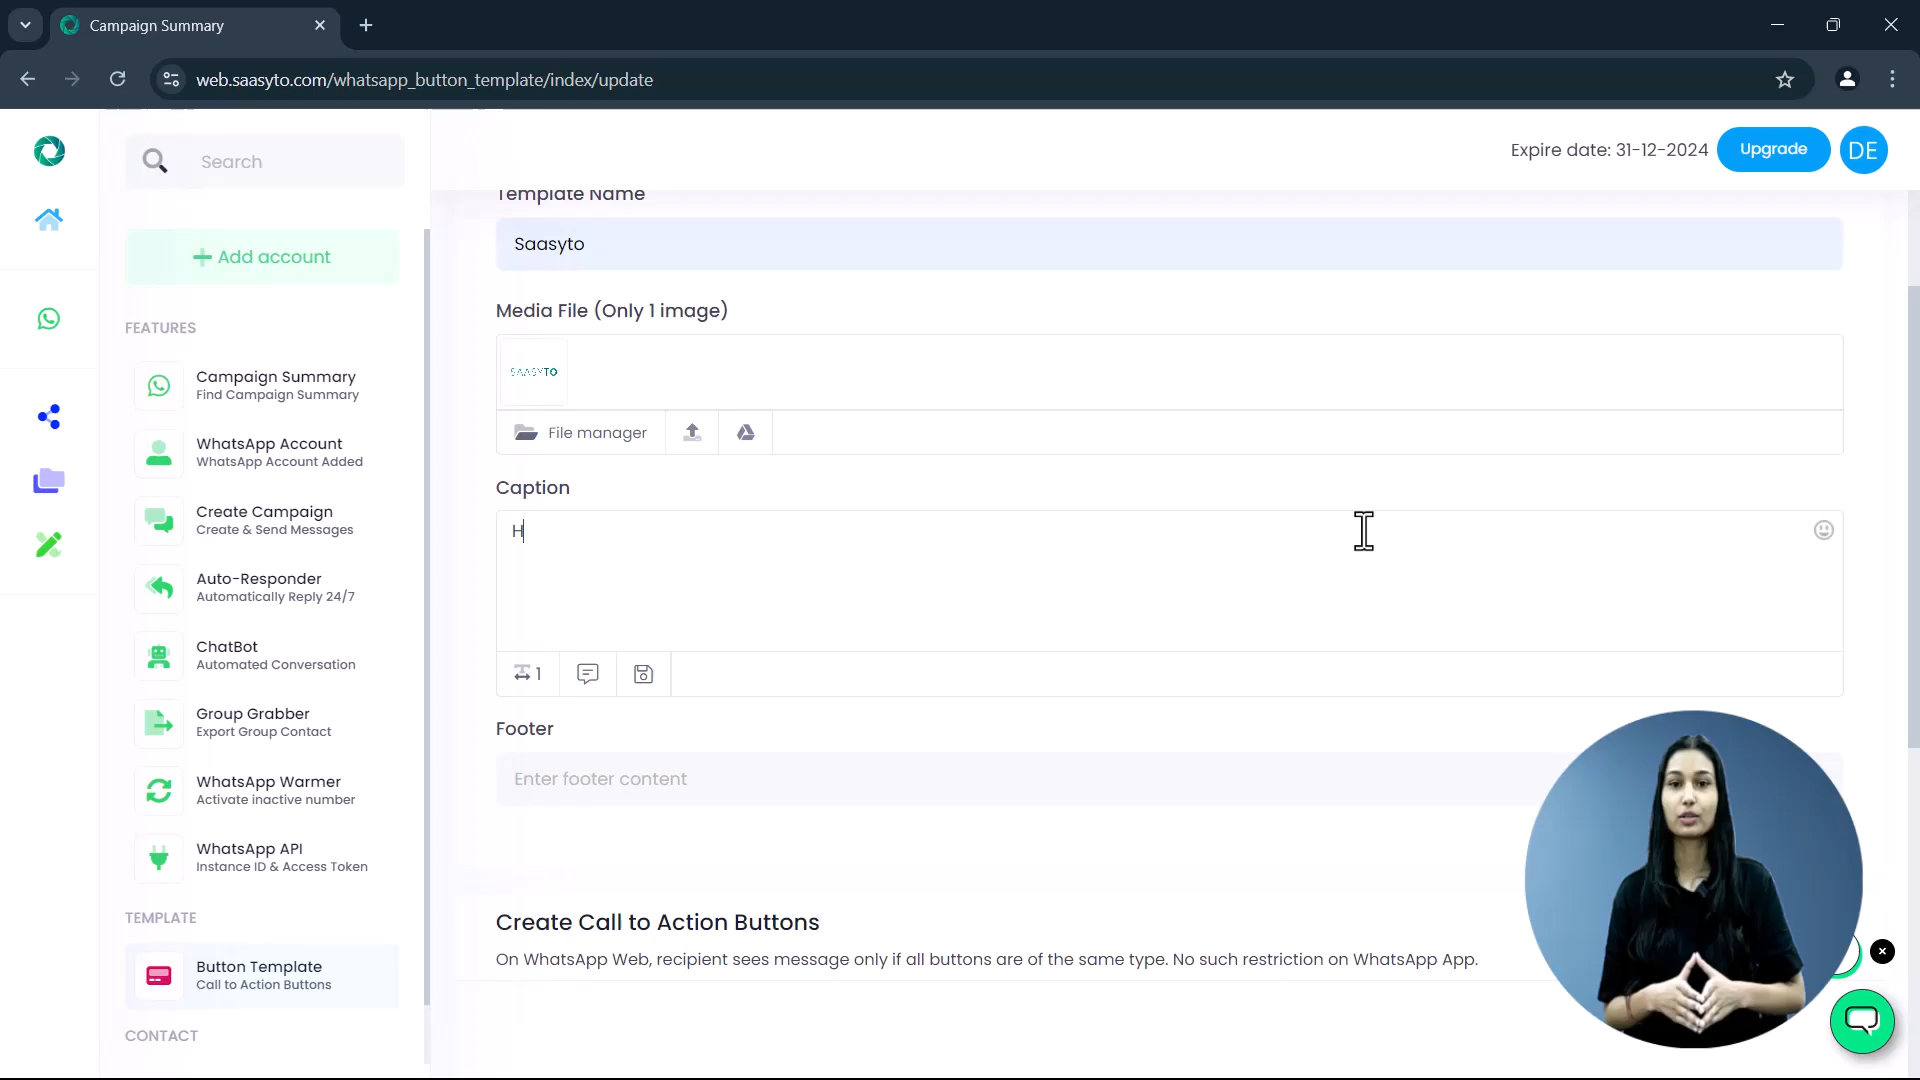 Campaign Summary
web.saasyto.com/whatsapp_button_template/index/update
Search
Expire date: 31-12-2024
Upgrade
DE
+ Add account
FEATURES
Campaign Summary
Find Campaign Summary
WhatsApp Account
WhatsApp Account Added
Create Campaign
Create & Send Messages
Auto-Responder
Automatically Reply 24/7
ChatBot
Automated Conversation
Group Grabber
Export Group Contact
WhatsApp Warmer
Activate inactive number
WhatsApp API
Instance ID & Access Token
TEMPLATE
Button Template
Call to Action Buttons
CONTACT
Template Name
Saasyto
Media File (Only 1 image)
SAASYTO
File manager
Caption
H
1
Footer
Enter footer content
Create Call to Action Buttons
On WhatsApp Web, recipient sees message only if all buttons are of the same type. No such restriction on WhatsApp App.